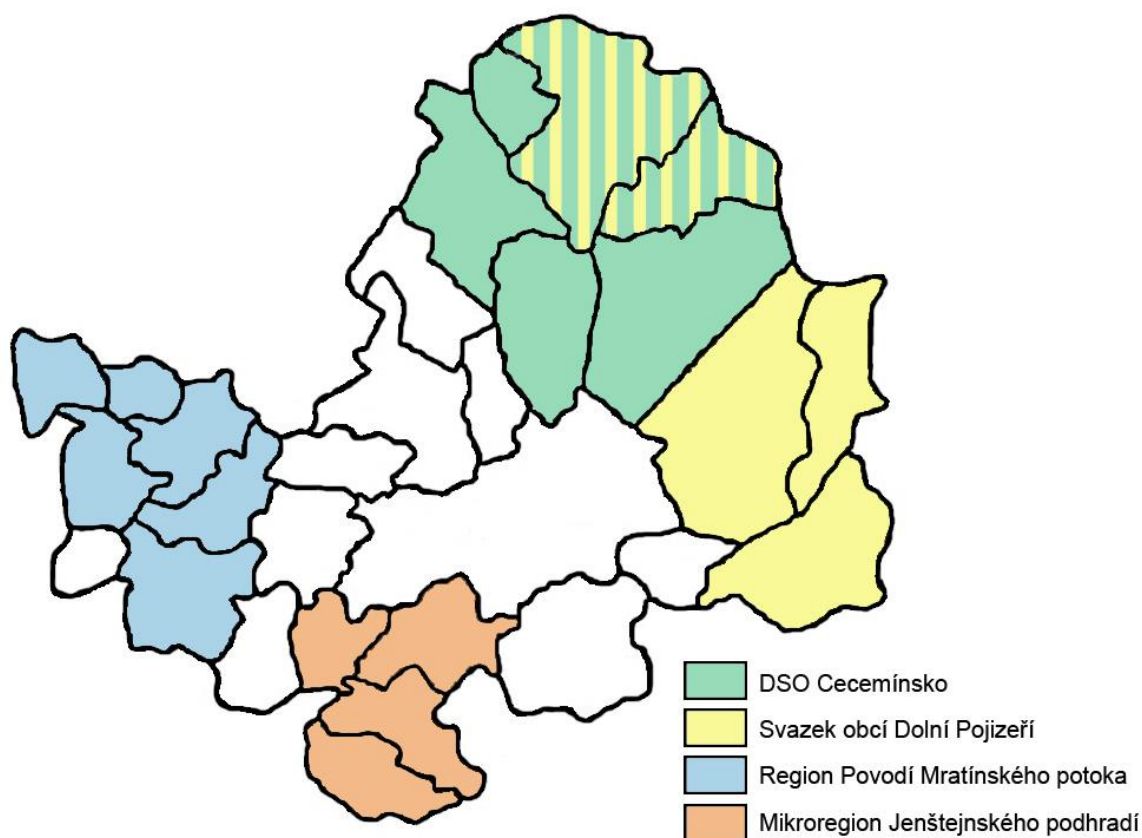 DSO Cecemínsko
Svazek obcí Dolní Pojizeří
Region Povodí Mratínského potoka
Mikroregion Jenštejnského podhradí